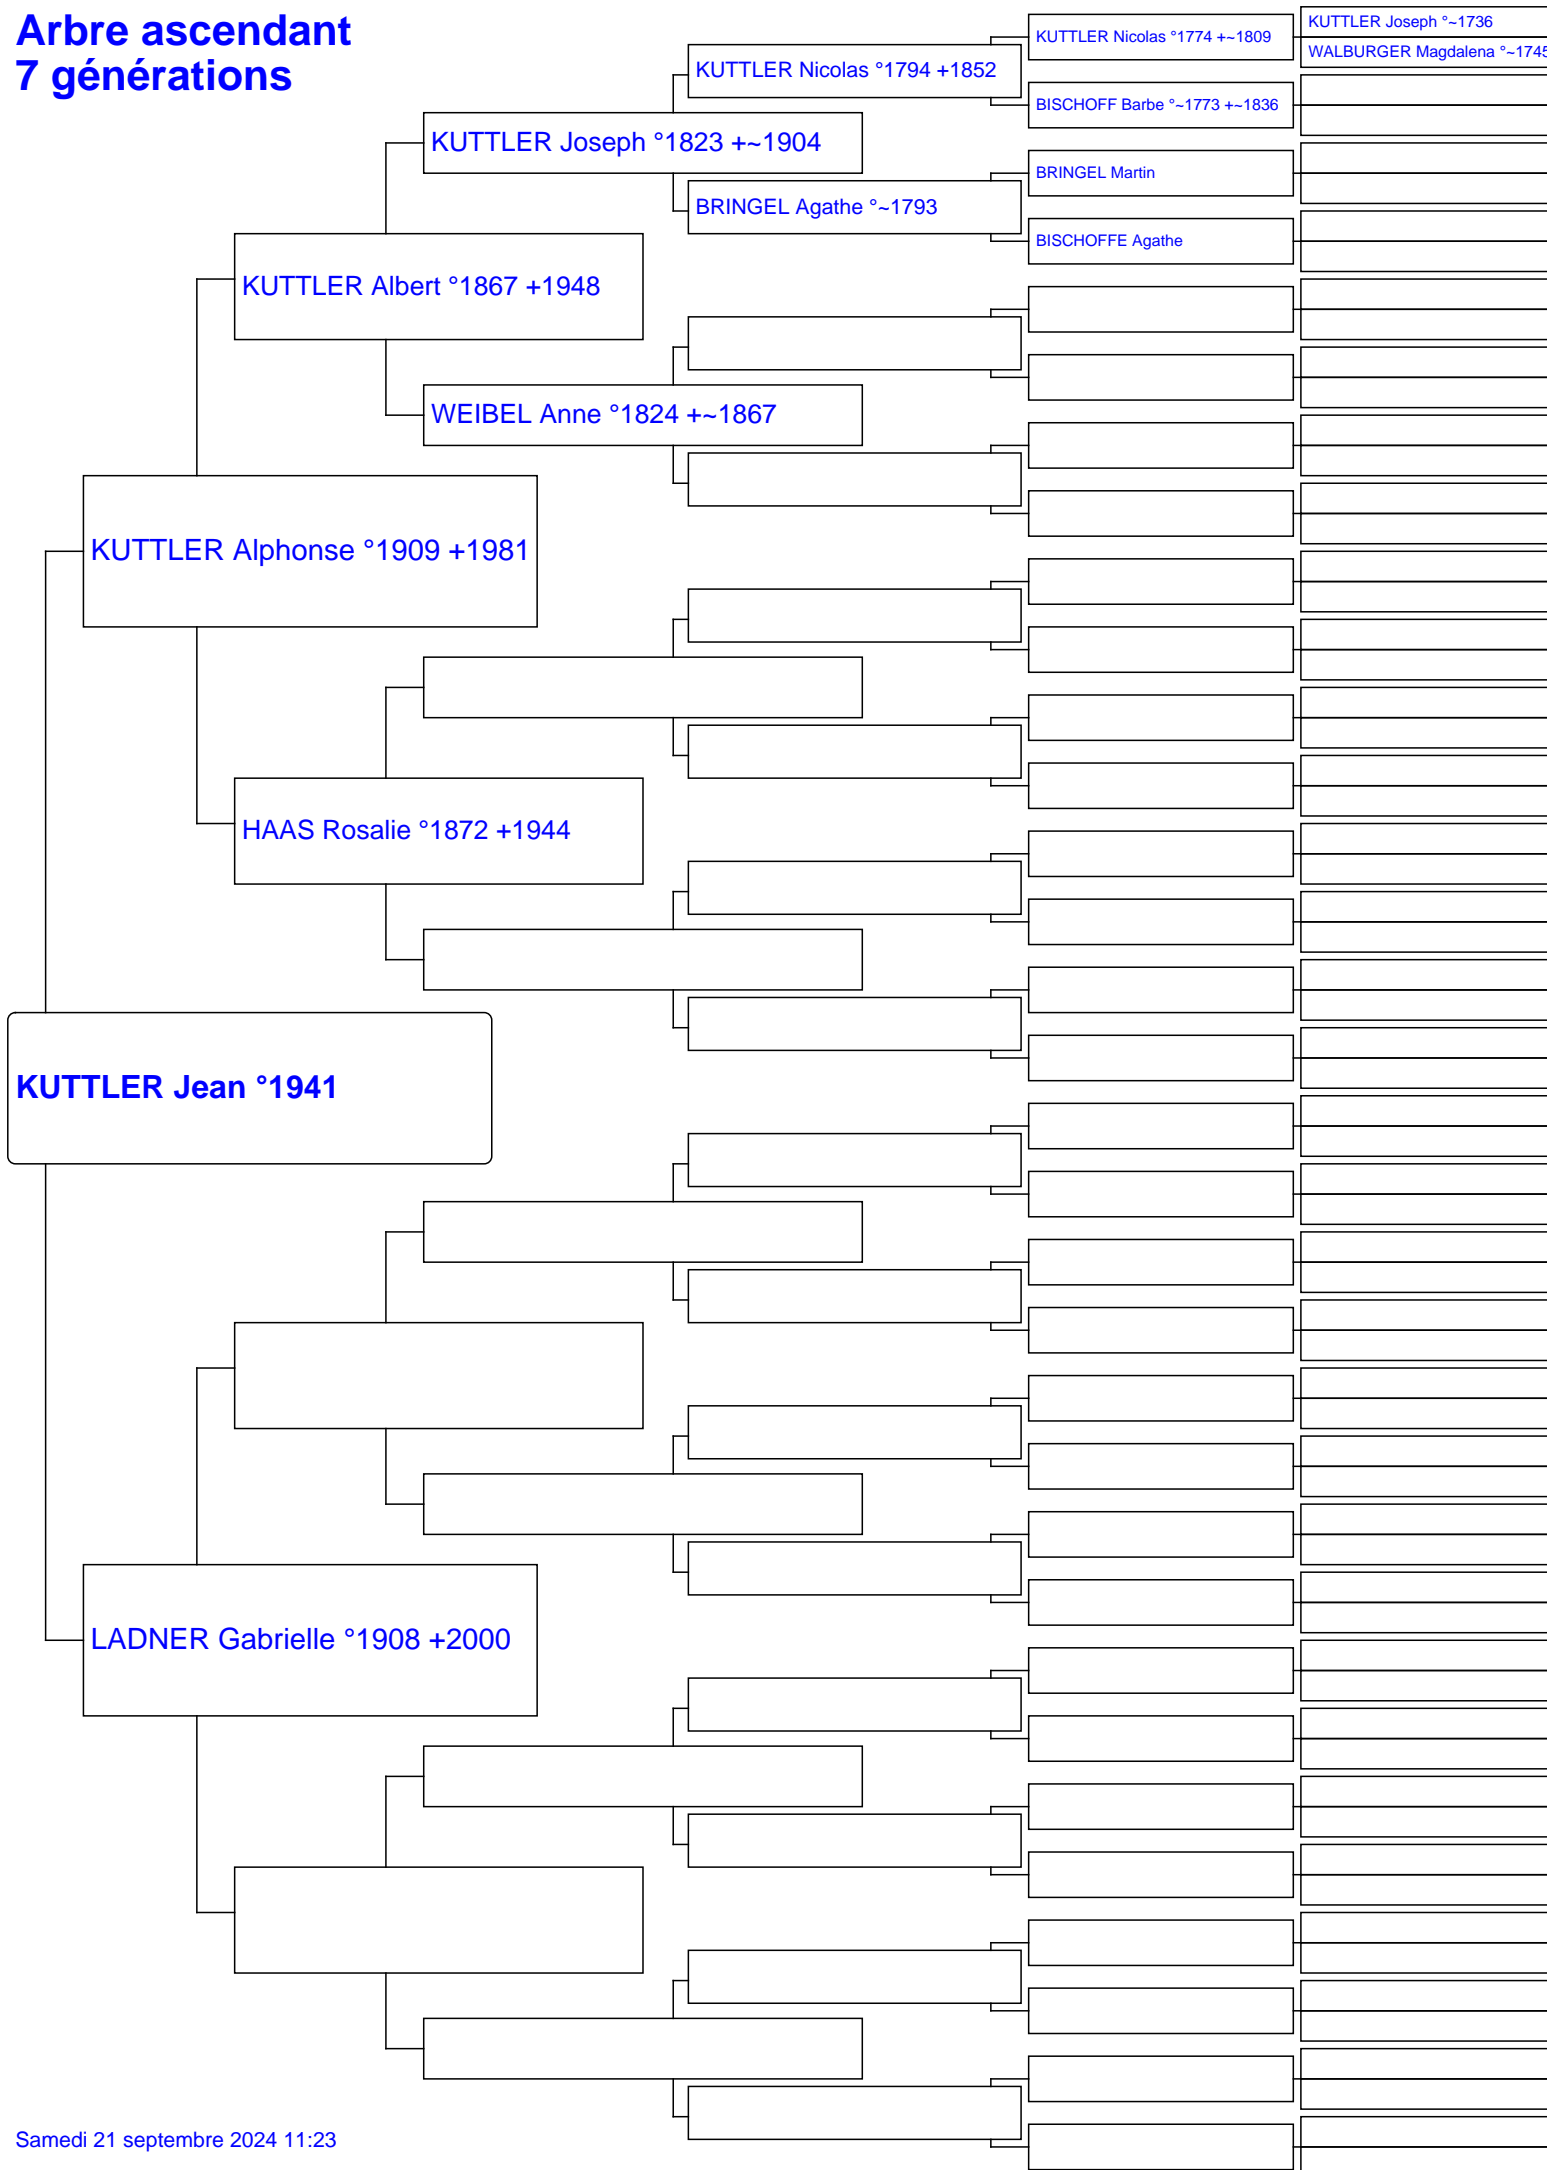 Arbre ascendant
7 générations
KUTTLER Joseph °~1736
KUTTLER Nicolas °1774 +~1809
WALBURGER Magdalena °~1745
KUTTLER Nicolas °1794 +1852
BISCHOFF Barbe °~1773 +~1836
KUTTLER Joseph °1823 +~1904
BRINGEL Martin
BRINGEL Agathe °~1793
BISCHOFFE Agathe
KUTTLER Albert °1867 +1948
WEIBEL Anne °1824 +~1867
KUTTLER Alphonse °1909 +1981
HAAS Rosalie °1872 +1944
KUTTLER Jean °1941
LADNER Gabrielle °1908 +2000
Samedi 21 septembre 2024 11:23